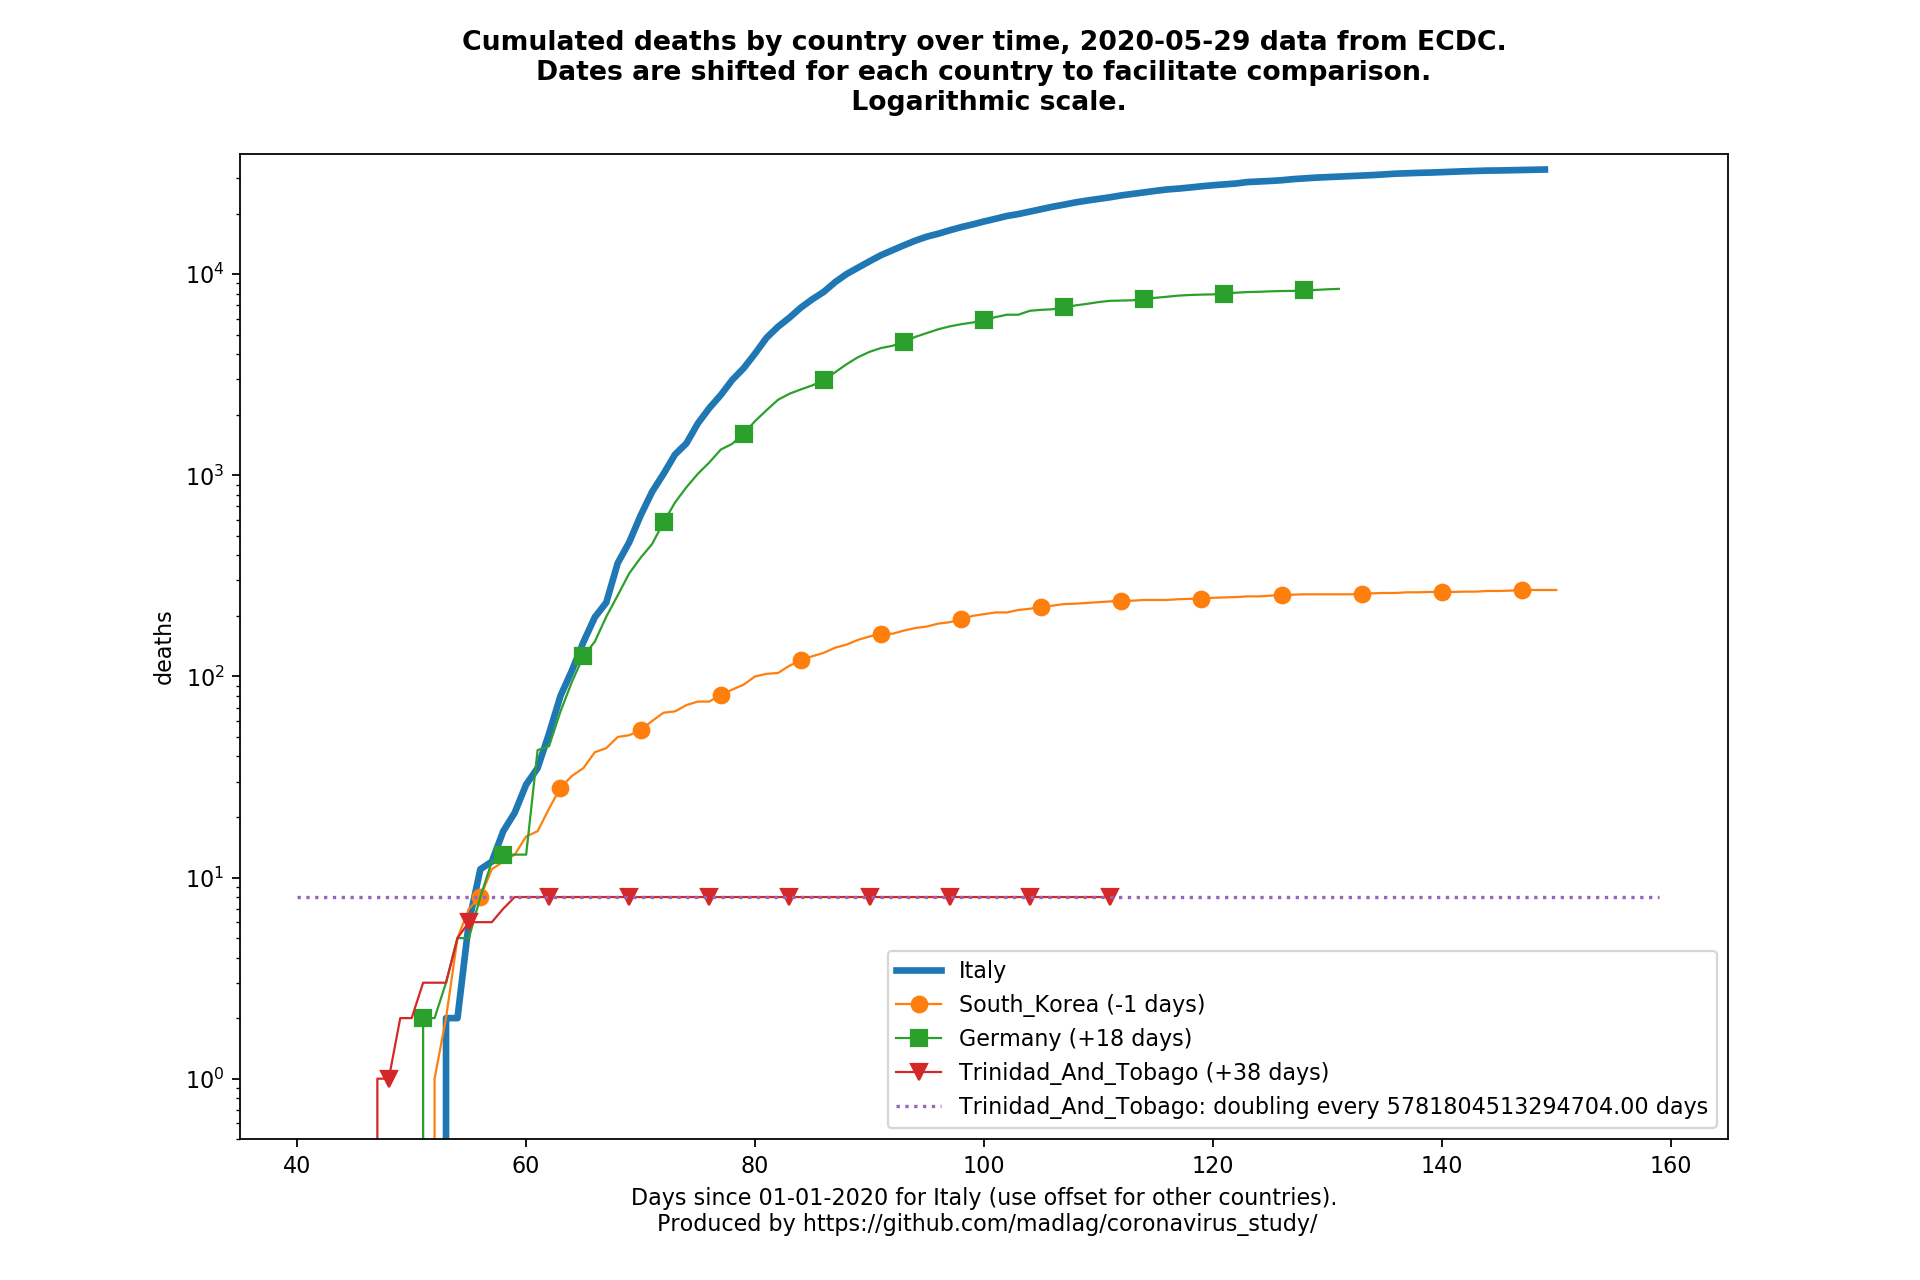 Cumulated deaths by country over time, 2020-05-29 data from ECDC.
Dates are shifted for each country to facilitate comparison.
Logarithmic scale.
deaths
10⁴
10³
10²
10¹
10⁰
Italy
South_Korea (-1 days)
Germany (+18 days)
Trinidad_And_Tobago (+38 days)
Trinidad_And_Tobago: doubling every 5781804513294704.00 days
40 60 80 100 120 140 160
Days since 01-01-2020 for Italy (use offset for other countries).
Produced by https://github.com/madlag/coronavirus_study/